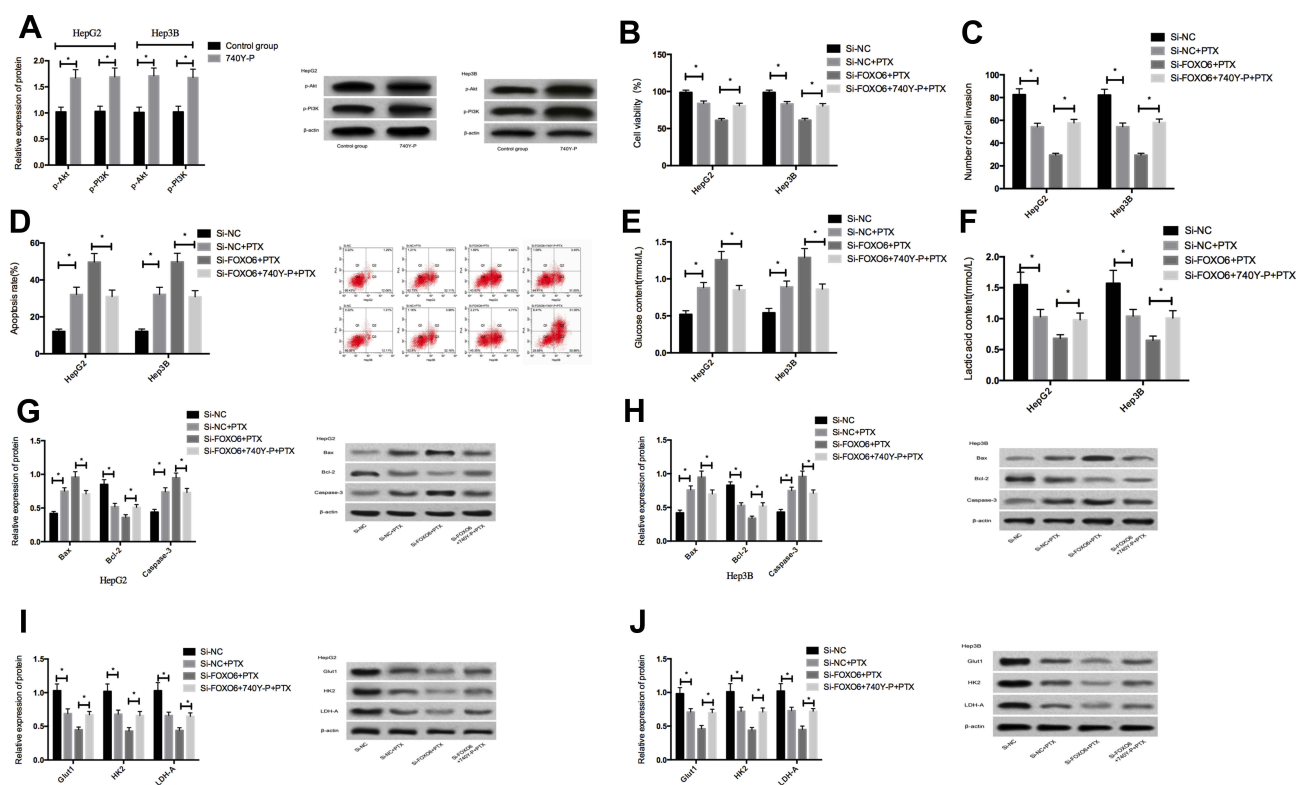 A
HepG2
Hep3B
Control group
740Y-P
Relative expression of protein
2.0
1.5
1.0
0.5
0.0
p-Akt
p-PI3K
p-Akt
p-PI3K
HepG2
p-Akt
p-PI3K
β-actin
Control group
740Y-P
Hep3B
p-Akt
p-PI3K
β-actin
Control group
740Y-P
B
Si-NC
Si-NC+PTX
Si-FOXO6+PTX
Si-FOXO6+740Y-P+PTX
Cell viability (%)
150
100
50
0
HepG2
Hep3B
C
Number of cell invasion
100
80
60
40
20
0
HepG2
Hep3B
D
Si-NC
Si-NC+PTX
Si-FOXO6+PTX
Si-FOXO6+740Y-P+PTX
Apoptosis rate(%)
60
40
20
0
HepG2
Hep3B
E
Si-NC
Si-NC+PTX
Si-FOXO6+PTX
Si-FOXO6+740Y-P+PTX
Glucose content(mmol/L)
2.0
1.5
1.0
0.5
0.0
HepG2
Hep3B
F
Si-NC
Si-NC+PTX
Si-FOXO6+PTX
Si-FOXO6+740Y-P+PTX
Lactic acid content(mmol/L)
2.0
1.5
1.0
0.5
0.0
HepG2
Hep3B
G
Si-NC
Si-NC+PTX
Si-FOXO6+PTX
Si-FOXO6+740Y-P+PTX
Relative expression of protein
1.5
1.0
0.5
0.0
Bax
Bcl-2
Caspase-3
HepG2
HepG2
Bax
Bcl-2
Caspase-3
β-actin
Si-NC
Si-NC+PTX
Si-FOXO6+PTX
Si-FOXO6
+740Y-P+PTX
H
Si-NC
Si-NC+PTX
Si-FOXO6+PTX
Si-FOXO6+740Y-P+PTX
Relative expression of protein
1.5
1.0
0.5
0.0
Bax
Bcl-2
Caspase-3
Hep3B
Hep3B
Bax
Bcl-2
Caspase-3
β-actin
Si-NC
Si-NC+PTX
Si-FOXO6+PTX
Si-FOXO6
+740Y-P+PTX
I
Si-NC
Si-NC+PTX
Si-FOXO6+PTX
Si-FOXO6+740Y-P+PTX
Relative expression of protein
1.5
1.0
0.5
0.0
Glut1
HK2
LDH-A
HepG2
Glut1
HK2
LDH-A
β-actin
Si-NC
Si-NC+PTX
Si-FOXO6+PTX
Si-FOXO6
+740Y-P+PTX
J
Si-NC
Si-NC+PTX
Si-FOXO6+PTX
Si-FOXO6+740Y-P+PTX
Relative expression of protein
1.5
1.0
0.5
0.0
Glut1
HK2
LDH-A
Hep3B
Glut1
HK2
LDH-A
β-actin
Si-NC
Si-NC+PTX
Si-FOXO6+PTX
Si-FOXO6
+740Y-P+PTX